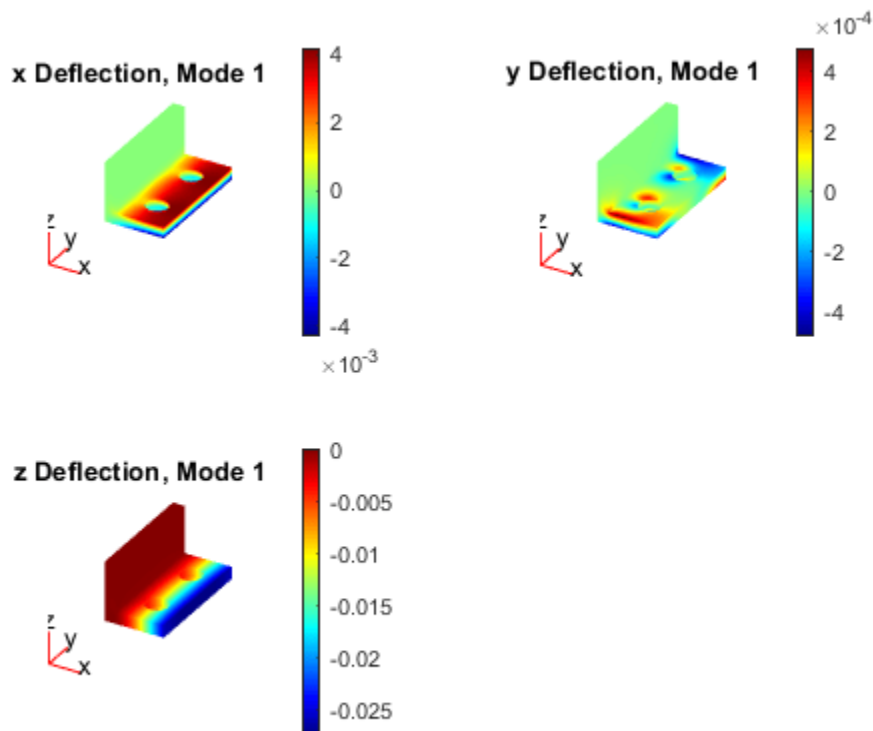 x Deflection, Mode 1
4
2
0
-2
-4
×10-3
z
y
x
y Deflection, Mode 1
×10-4
4
2
0
-2
-4
z
y
x
z Deflection, Mode 1
0
-0.005
-0.01
-0.015
-0.02
-0.025
z
y
x